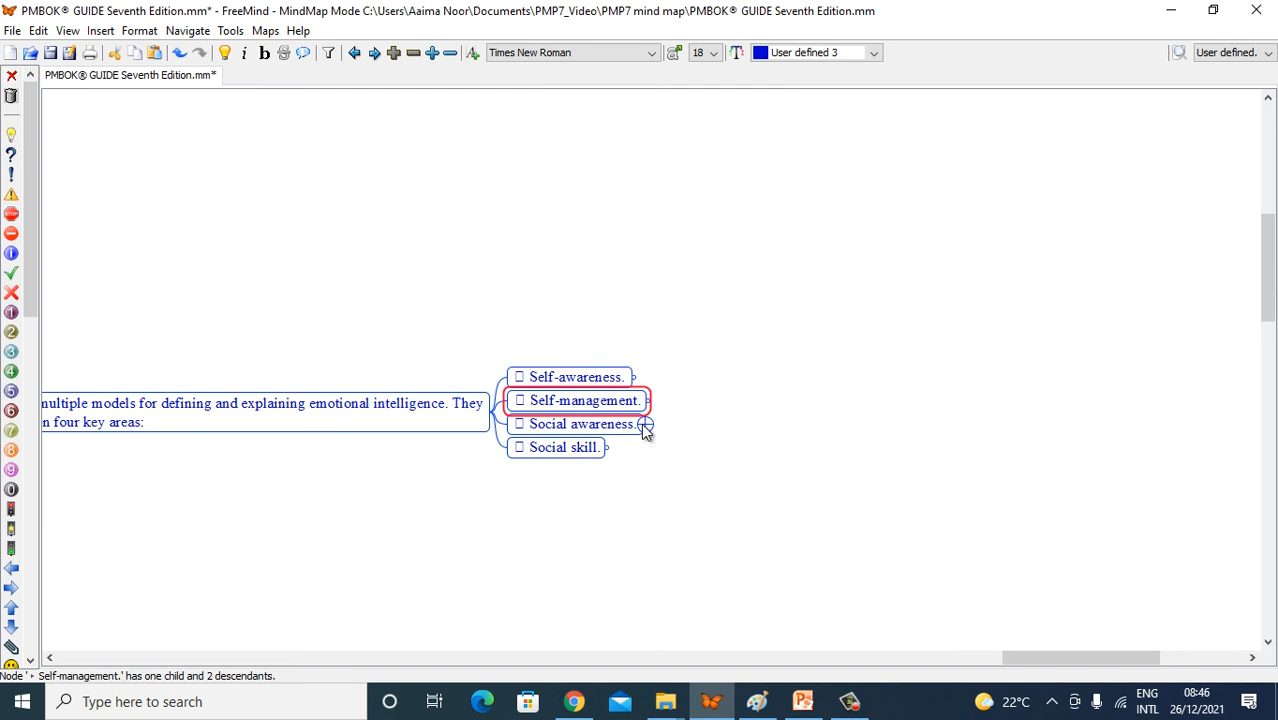 PMBOK® GUIDE Seventh Edition.mm* - FreeMind - MindMap Mode C:\Users\Aaima Noor\Documents\PMP7_Video\PMP7 mind map\PMBOK® GUIDE Seventh Edition.mm
File Edit View Insert Format Navigate Tools Maps Help
Times New Roman 18 User defined 3 User defined.
PMBOK® GUIDE Seventh Edition.mm*
Self-awareness.
multiple models for defining and explaining emotional intelligence. They
n four key areas:
Self-management.
Social awareness.
Social skill.
Node ' Self-management.' has one child and 2 descendants.
Type here to search
22°C
ENG
INTL
08:46
26/12/2021